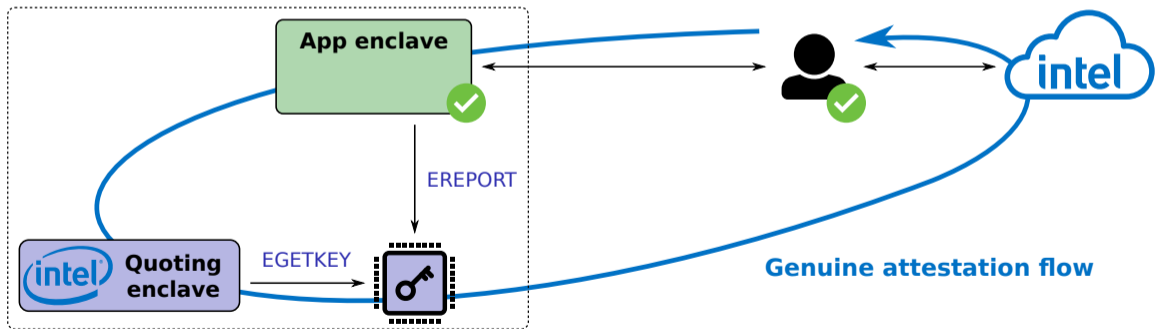 App enclave
intel
EREPORT
intel
Quoting
enclave
EGETKEY
Genuine attestation flow